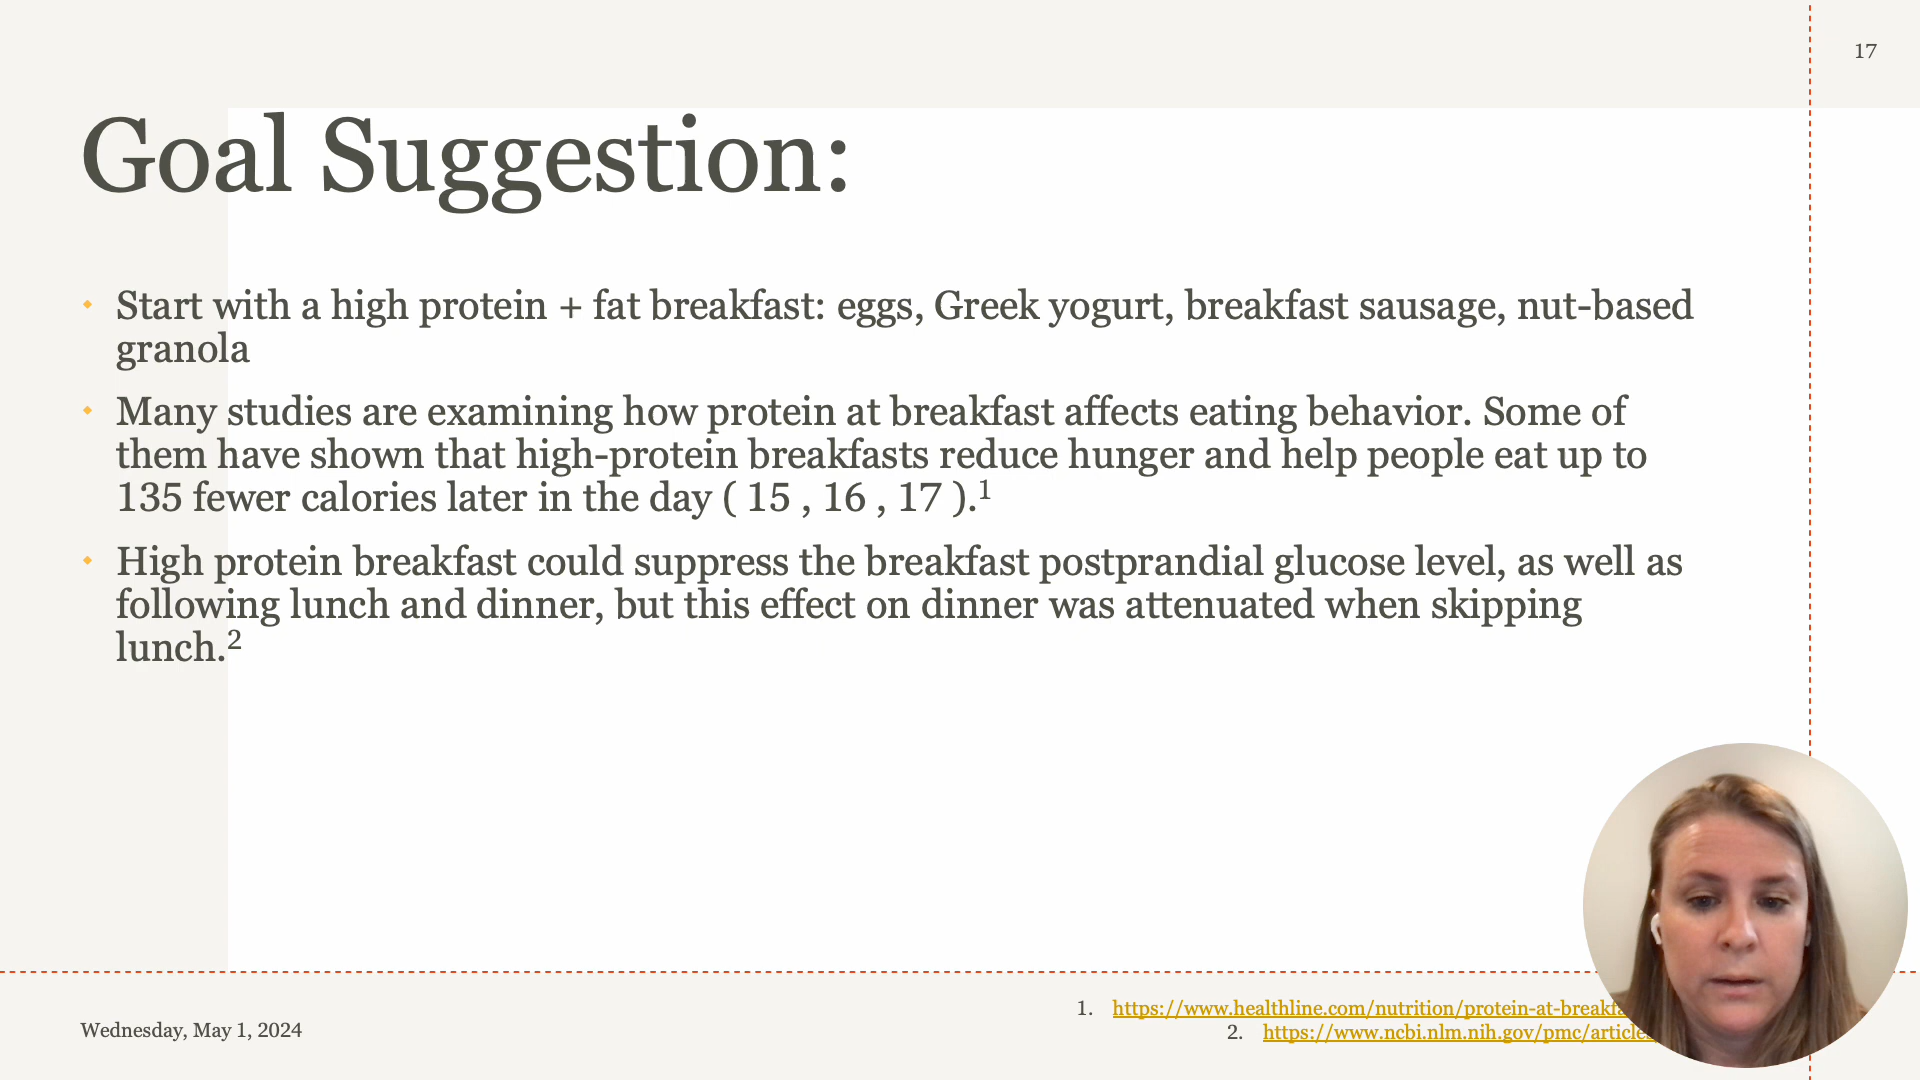 17
Goal Suggestion:
Start with a high protein + fat breakfast: eggs, Greek yogurt, breakfast sausage, nut-based
granola
Many studies are examining how protein at breakfast affects eating behavior. Some of
them have shown that high-protein breakfasts reduce hunger and help people eat up to
135 fewer calories later in the day ( 15 , 16 , 17 ).1
High protein breakfast could suppress the breakfast postprandial glucose level, as well as
following lunch and dinner, but this effect on dinner was attenuated when skipping
lunch.2
1. https://www.healthline.com/nutrition/protein-at-breakf
2. https://www.ncbi.nlm.nih.gov/pmc/article
Wednesday, May 1, 2024